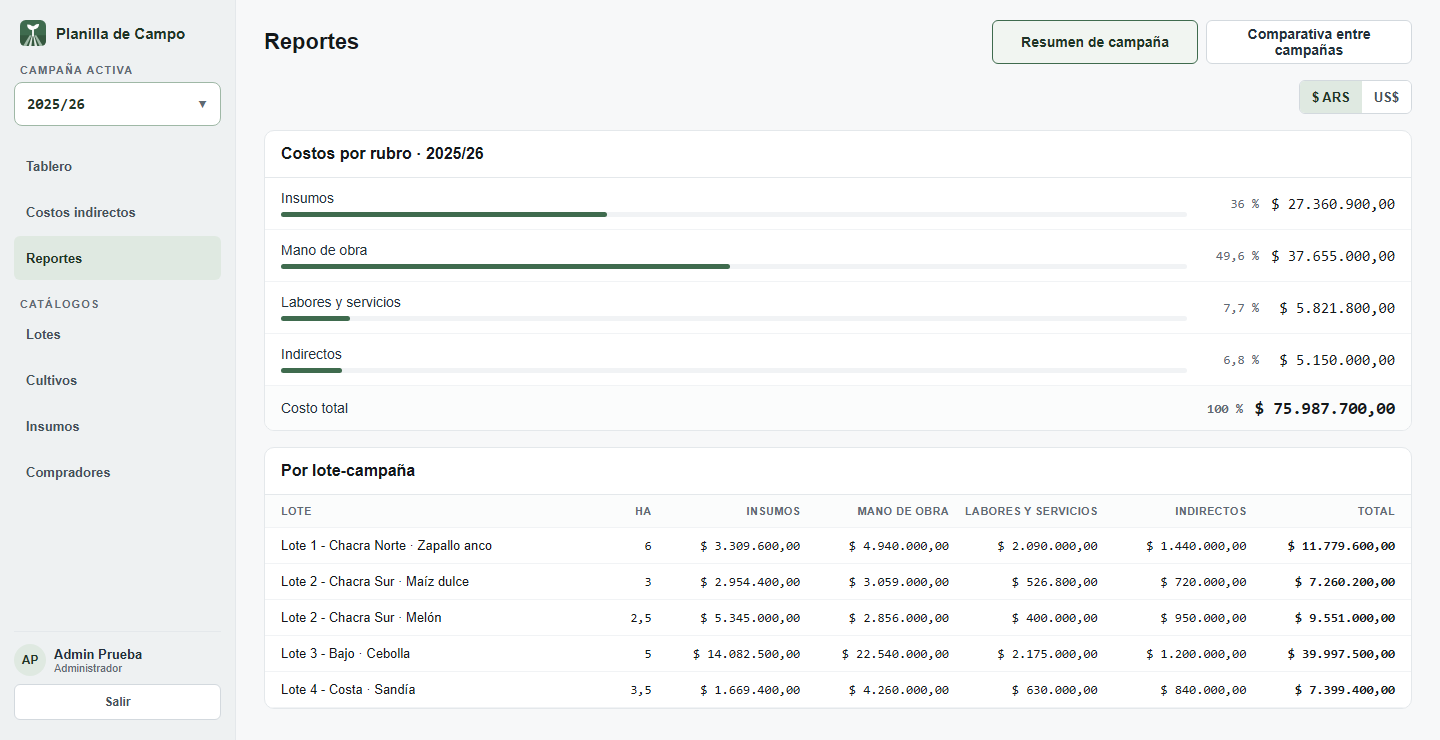 Planilla de Campo
CAMPAÑA ACTIVA
2025/26
Tablero
Costos indirectos
Reportes
CATÁLOGOS
Lotes
Cultivos
Insumos
Compradores
AP
Admin Prueba
Administrador
Salir
Reportes
Resumen de campaña
Comparativa entre
campañas
$ ARS US$
Costos por rubro · 2025/26
Insumos 36 % $ 27.360.900,00
Mano de obra 49,6 % $ 37.655.000,00
Labores y servicios 7,7 % $ 5.821.800,00
Indirectos 6,8 % $ 5.150.000,00
Costo total 100 % $ 75.987.700,00
Por lote-campaña
LOTE HA INSUMOS MANO DE OBRA LABORES Y SERVICIOS INDIRECTOS TOTAL
Lote 1 - Chacra Norte · Zapallo anco 6 $ 3.309.600,00 $ 4.940.000,00 $ 2.090.000,00 $ 1.440.000,00 $ 11.779.600,00
Lote 2 - Chacra Sur · Maíz dulce 3 $ 2.954.400,00 $ 3.059.000,00 $ 526.800,00 $ 720.000,00 $ 7.260.200,00
Lote 2 - Chacra Sur · Melón 2,5 $ 5.345.000,00 $ 2.856.000,00 $ 400.000,00 $ 950.000,00 $ 9.551.000,00
Lote 3 - Bajo · Cebolla 5 $ 14.082.500,00 $ 22.540.000,00 $ 2.175.000,00 $ 1.200.000,00 $ 39.997.500,00
Lote 4 - Costa · Sandía 3,5 $ 1.669.400,00 $ 4.260.000,00 $ 630.000,00 $ 840.000,00 $ 7.399.400,00